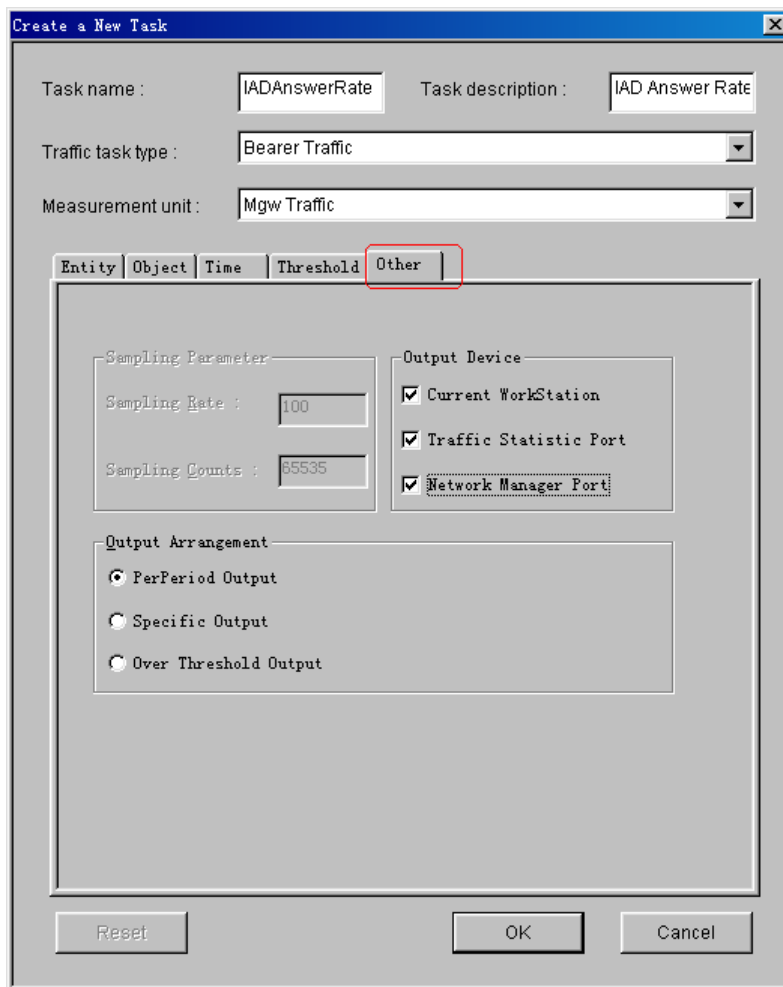 Create a New Task
Task name : IADAnswerRate Task description : IAD Answer Rate
Traffic task type : Bearer Traffic
Measurement unit : Mgw Traffic
Entity Object Time Threshold Other
Sampling Parameter
Sampling Rate : 100
Sampling Counts : 65535
Output Device
Current WorkStation
Traffic Statistic Port
Network Manager Port
Output Arrangement
PerPeriod Output
Specific Output
Over Threshold Output
Reset OK Cancel